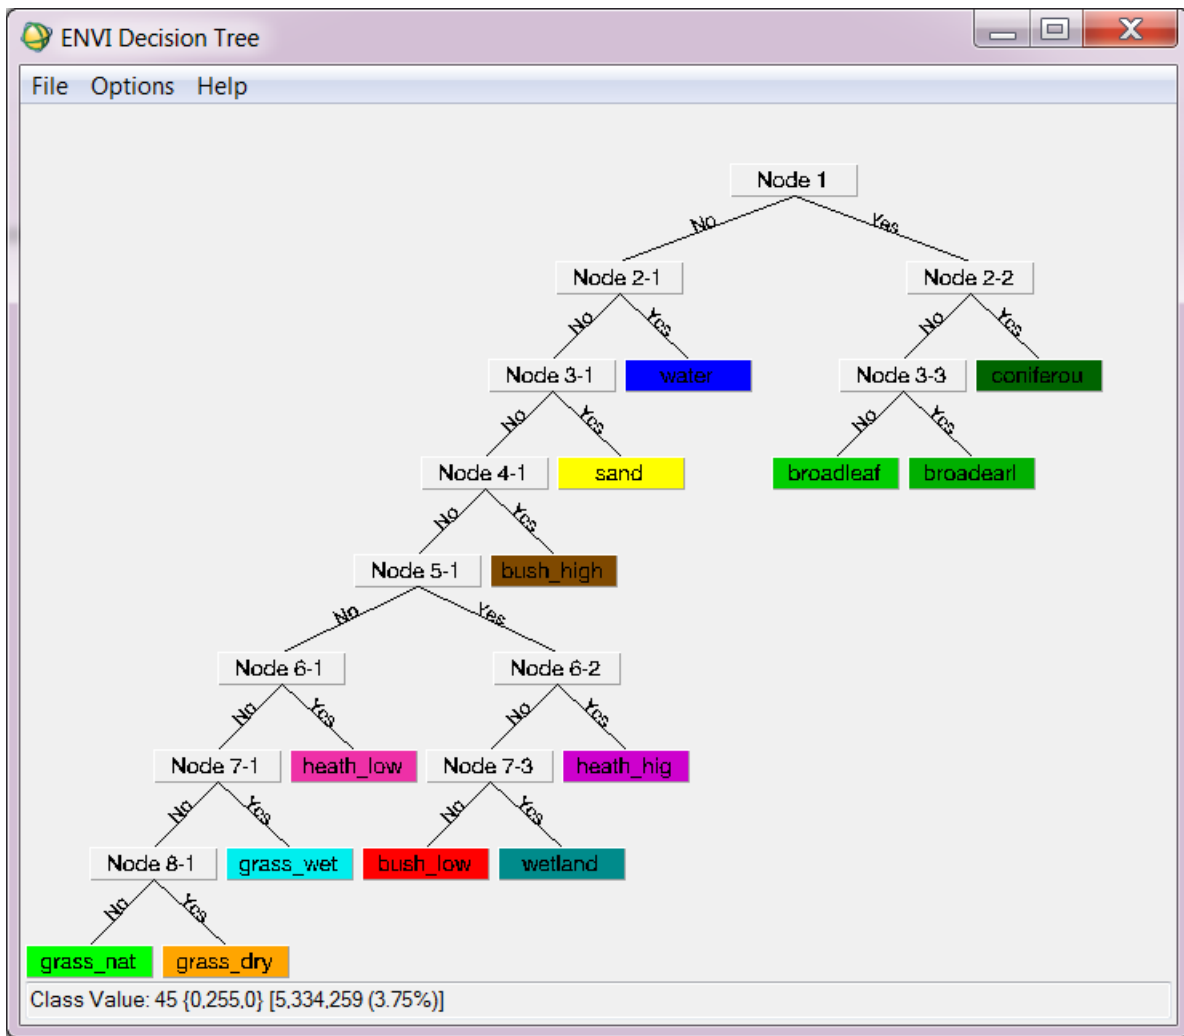 ENVI Decision Tree
File Options Help
Node 1
No Yes
Node 2-1 Node 2-2
No Yes No Yes
Node 3-1 water Node 3-3 coniferou
No Yes No Yes
Node 4-1 sand broadleaf broadearl
No Yes
Node 5-1 bush_high
No Yes
Node 6-1 Node 6-2
No Yes No Yes
Node 7-1 heath_low Node 7-3 heath_hig
No Yes No Yes
Node 8-1 grass_wet bush_low wetland
No Yes
grass_nat grass_dry
Class Value: 45 {0,255,0} [5,334,259 (3.75%)]